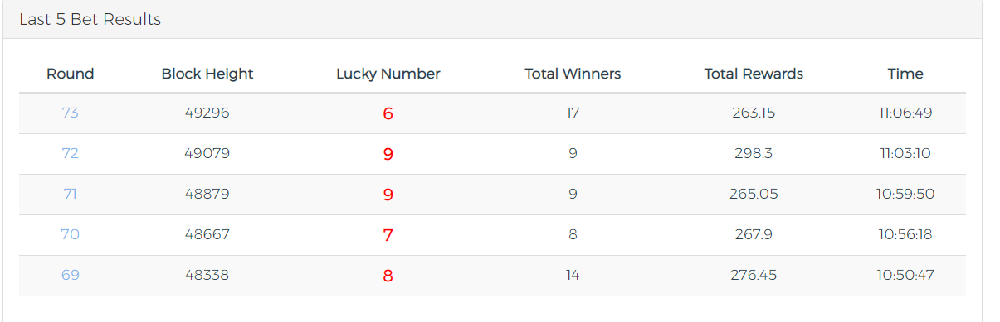 Last 5 Bet Results
Round Block Height Lucky Number Total Winners Total Rewards Time
73 49296 6 17 263.15 11:06:49
72 49079 9 9 298.3 11:03:10
71 48879 9 9 265.05 10:59:50
70 48667 7 8 267.9 10:56:18
69 48338 8 14 276.45 10:50:47